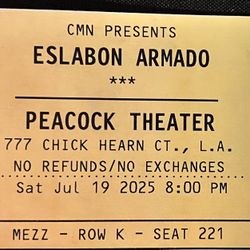 CMN PRESENTS
ESLABON ARMADO
***
PEACOCK THEATER
777 CHICK HEARN CT., L.A.
NO REFUNDS/NO EXCHANGES
Sat Jul 19 2025 8:00 PM
MEZZ - ROW K - SEAT 221